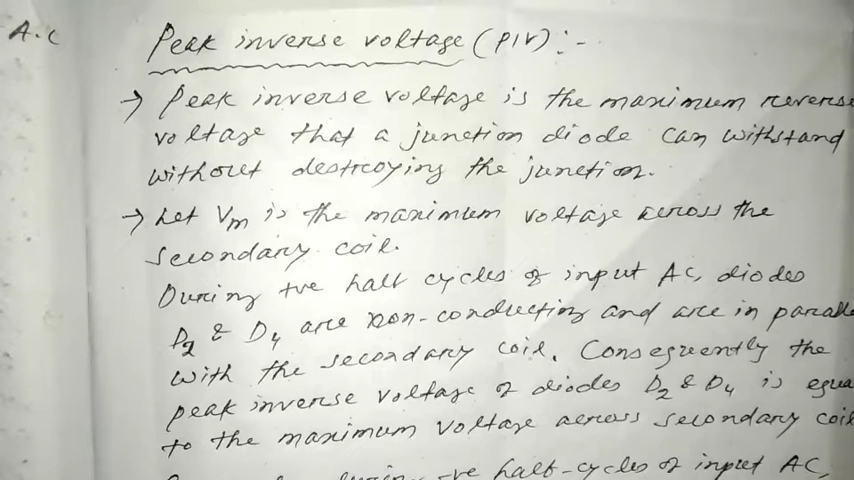 A.C
Peak inverse voltage (PIV):-
→ Peak inverse voltage is the maximum reverse
voltage that a junction diode can withstand
without destroying the junction.
→ Let Vm is the maximum voltage across the
secondary coil.
During +ve half cycles of input AC, diodes
D2 & D4 are non-conducting and are in paralle
with the secondary coil. Consequently the
peak inverse voltage of diodes D2 & D4 is equa
to the maximum voltage across secondary coil
during -ve half-cycles of input AC,